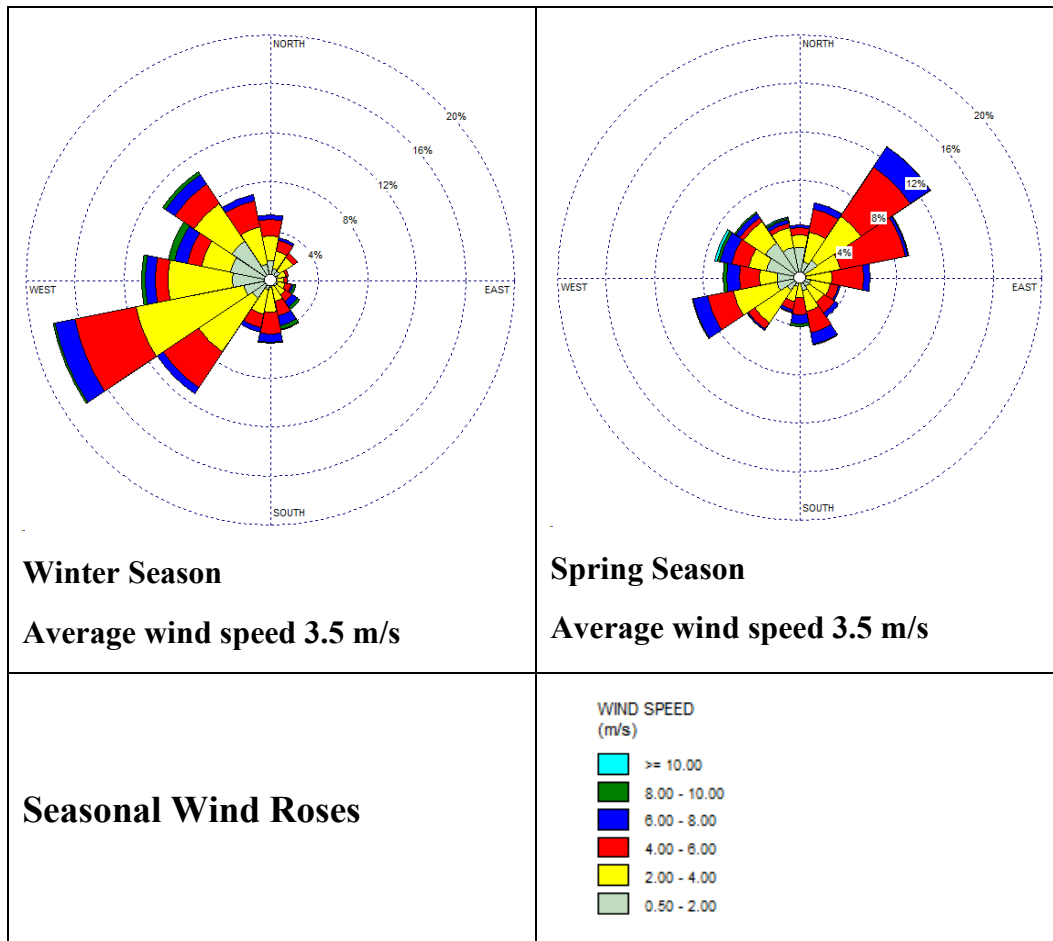 NORTH
20%
16%
12%
8%
4%
WEST
EAST
SOUTH
Winter Season
Average wind speed 3.5 m/s
NORTH
20%
16%
12%
8%
4%
WEST
EAST
SOUTH
Spring Season
Average wind speed 3.5 m/s
Seasonal Wind Roses
WIND SPEED
(m/s)
>= 10.00
8.00 - 10.00
6.00 - 8.00
4.00 - 6.00
2.00 - 4.00
0.50 - 2.00